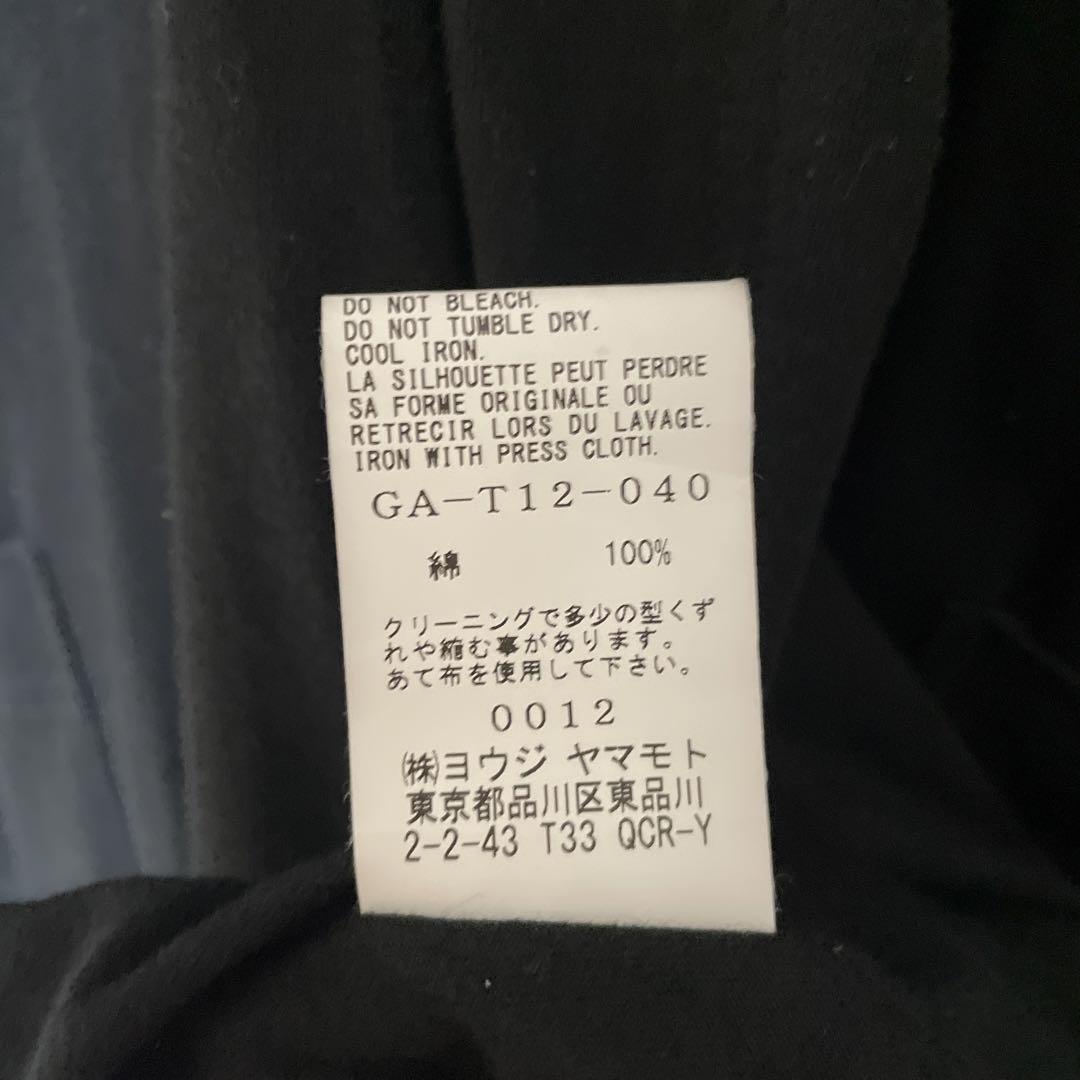 DO NOT BLEACH.
DO NOT TUMBLE DRY.
COOL IRON.
LA SILHOUETTE PEUT PERDRE
SA FORME ORIGINALE OU
RETRECIR LORS DU LAVAGE.
IRON WITH PRESS CLOTH.
GA-T12-040
綿 100%
クリーニングで多少の型くず
れや縮む事があります。
あて布を使用して下さい。
0012
㈱ヨウジ ヤマモト
東京都品川区東品川
2-2-43 T33 QCR-Y